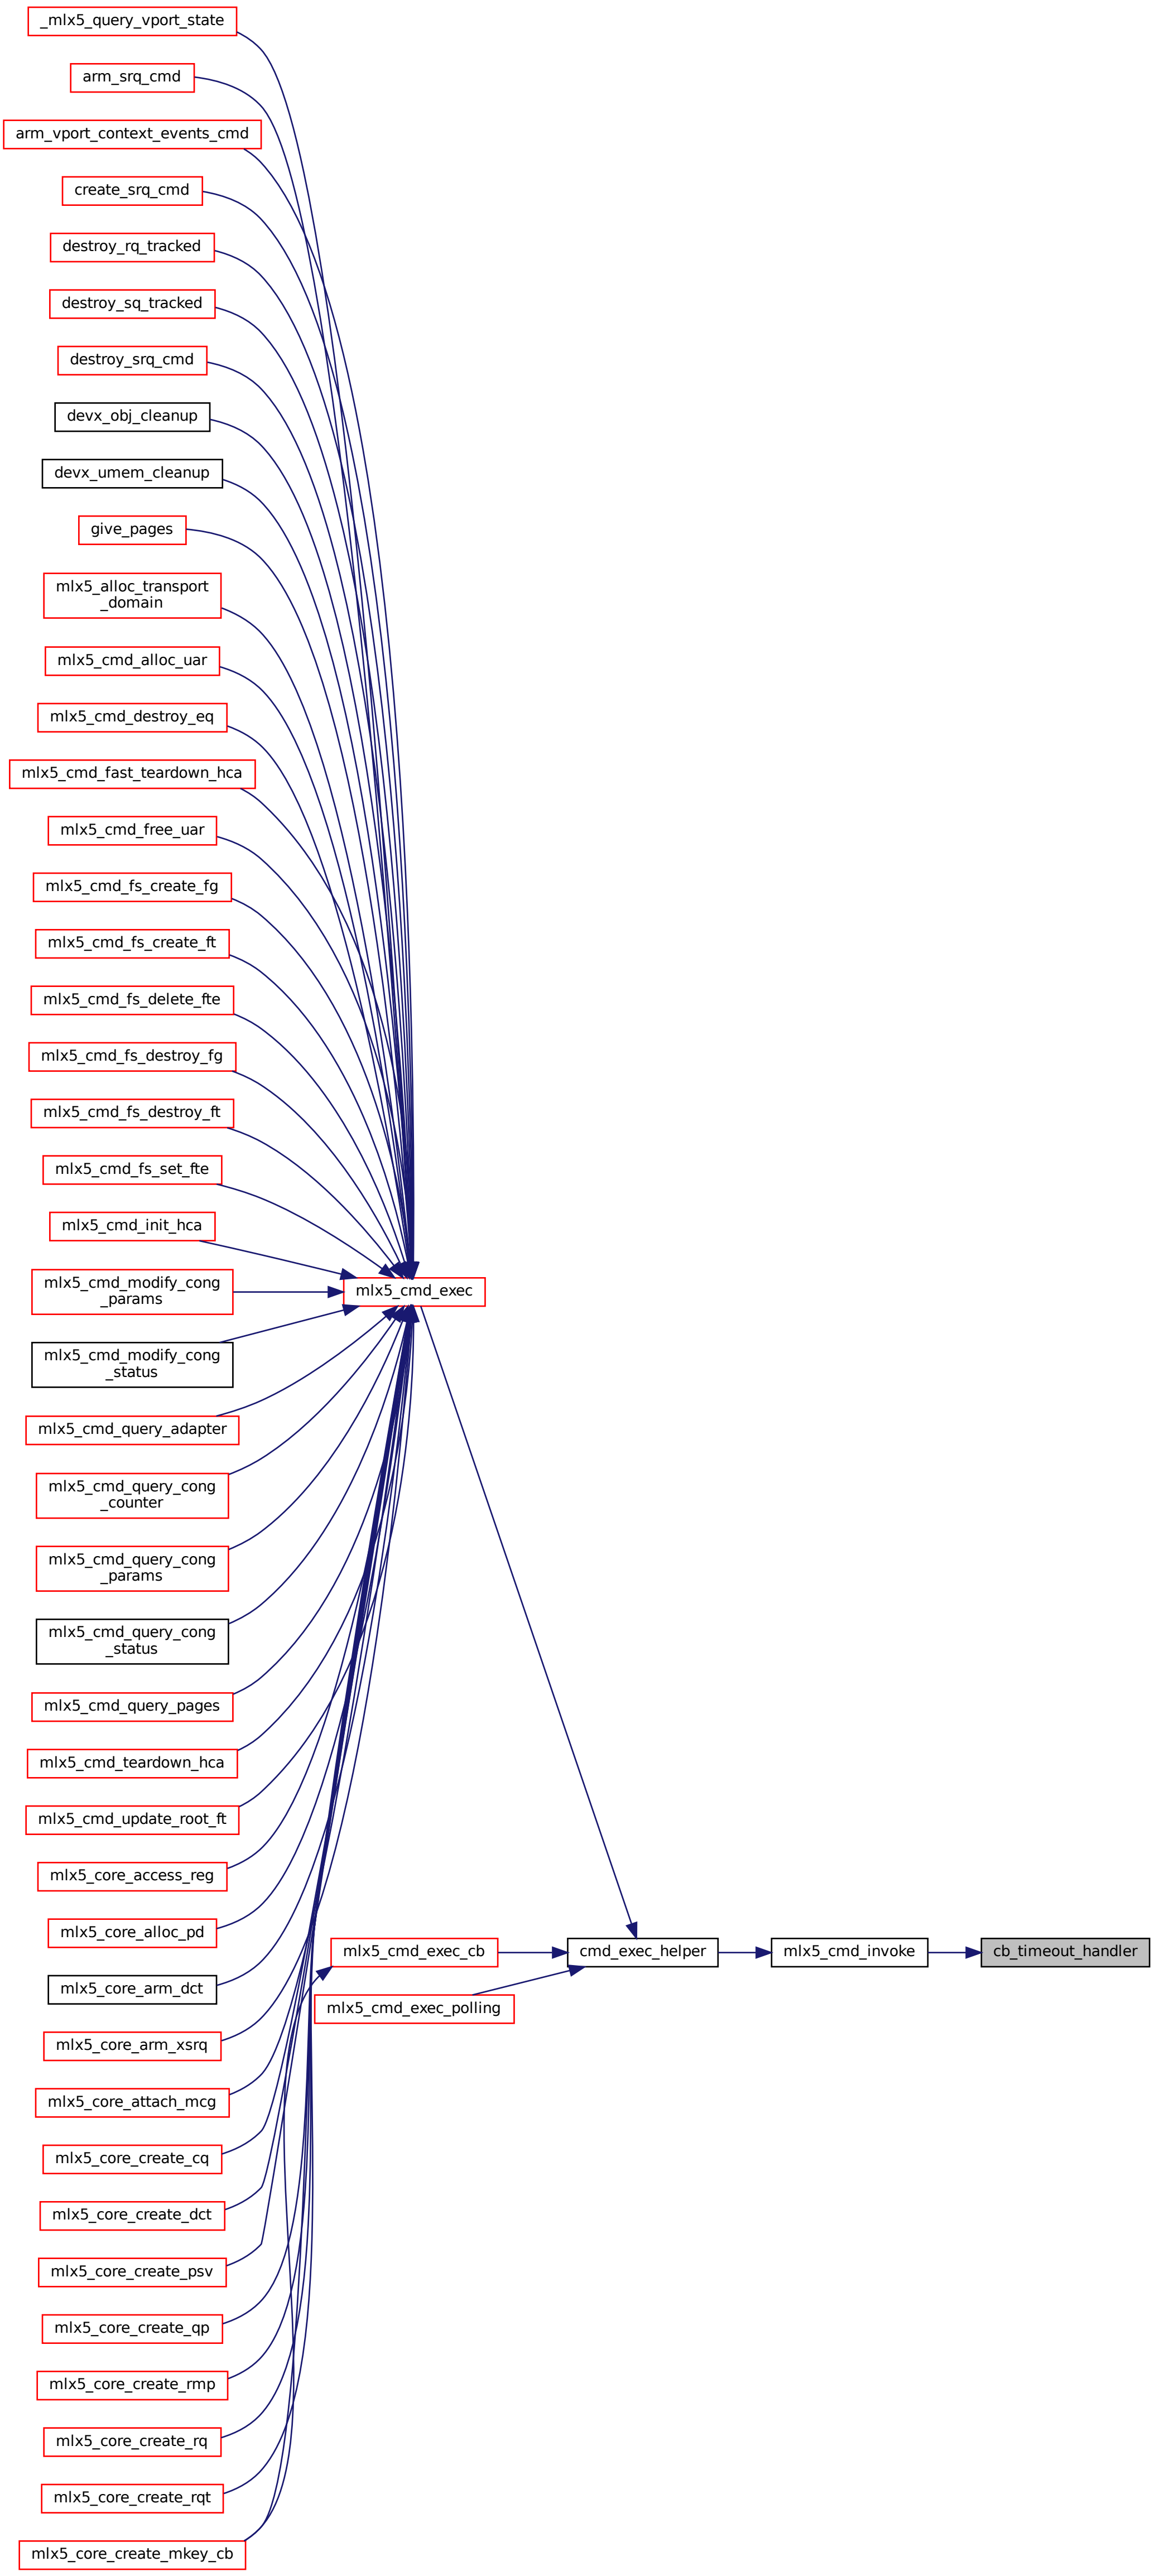 _mlx5_query_vport_state
arm_srq_cmd
arm_vport_context_events_cmd
create_srq_cmd
destroy_rq_tracked
destroy_sq_tracked
destroy_srq_cmd
devx_obj_cleanup
devx_umem_cleanup
give_pages
mlx5_alloc_transport
_domain
mlx5_cmd_alloc_uar
mlx5_cmd_destroy_eq
mlx5_cmd_fast_teardown_hca
mlx5_cmd_free_uar
mlx5_cmd_fs_create_fg
mlx5_cmd_fs_create_ft
mlx5_cmd_fs_delete_fte
mlx5_cmd_fs_destroy_fg
mlx5_cmd_fs_destroy_ft
mlx5_cmd_fs_set_fte
mlx5_cmd_init_hca
mlx5_cmd_modify_cong
_params
mlx5_cmd_exec
mlx5_cmd_modify_cong
_status
mlx5_cmd_query_adapter
mlx5_cmd_query_cong
_counter
mlx5_cmd_query_cong
_params
mlx5_cmd_query_cong
_status
mlx5_cmd_query_pages
mlx5_cmd_teardown_hca
mlx5_cmd_update_root_ft
mlx5_core_access_reg
mlx5_core_alloc_pd
mlx5_cmd_exec_cb
cmd_exec_helper
mlx5_cmd_invoke
cb_timeout_handler
mlx5_core_arm_dct
mlx5_cmd_exec_polling
mlx5_core_arm_xsrq
mlx5_core_attach_mcg
mlx5_core_create_cq
mlx5_core_create_dct
mlx5_core_create_psv
mlx5_core_create_qp
mlx5_core_create_rmp
mlx5_core_create_rq
mlx5_core_create_rqt
mlx5_core_create_mkey_cb